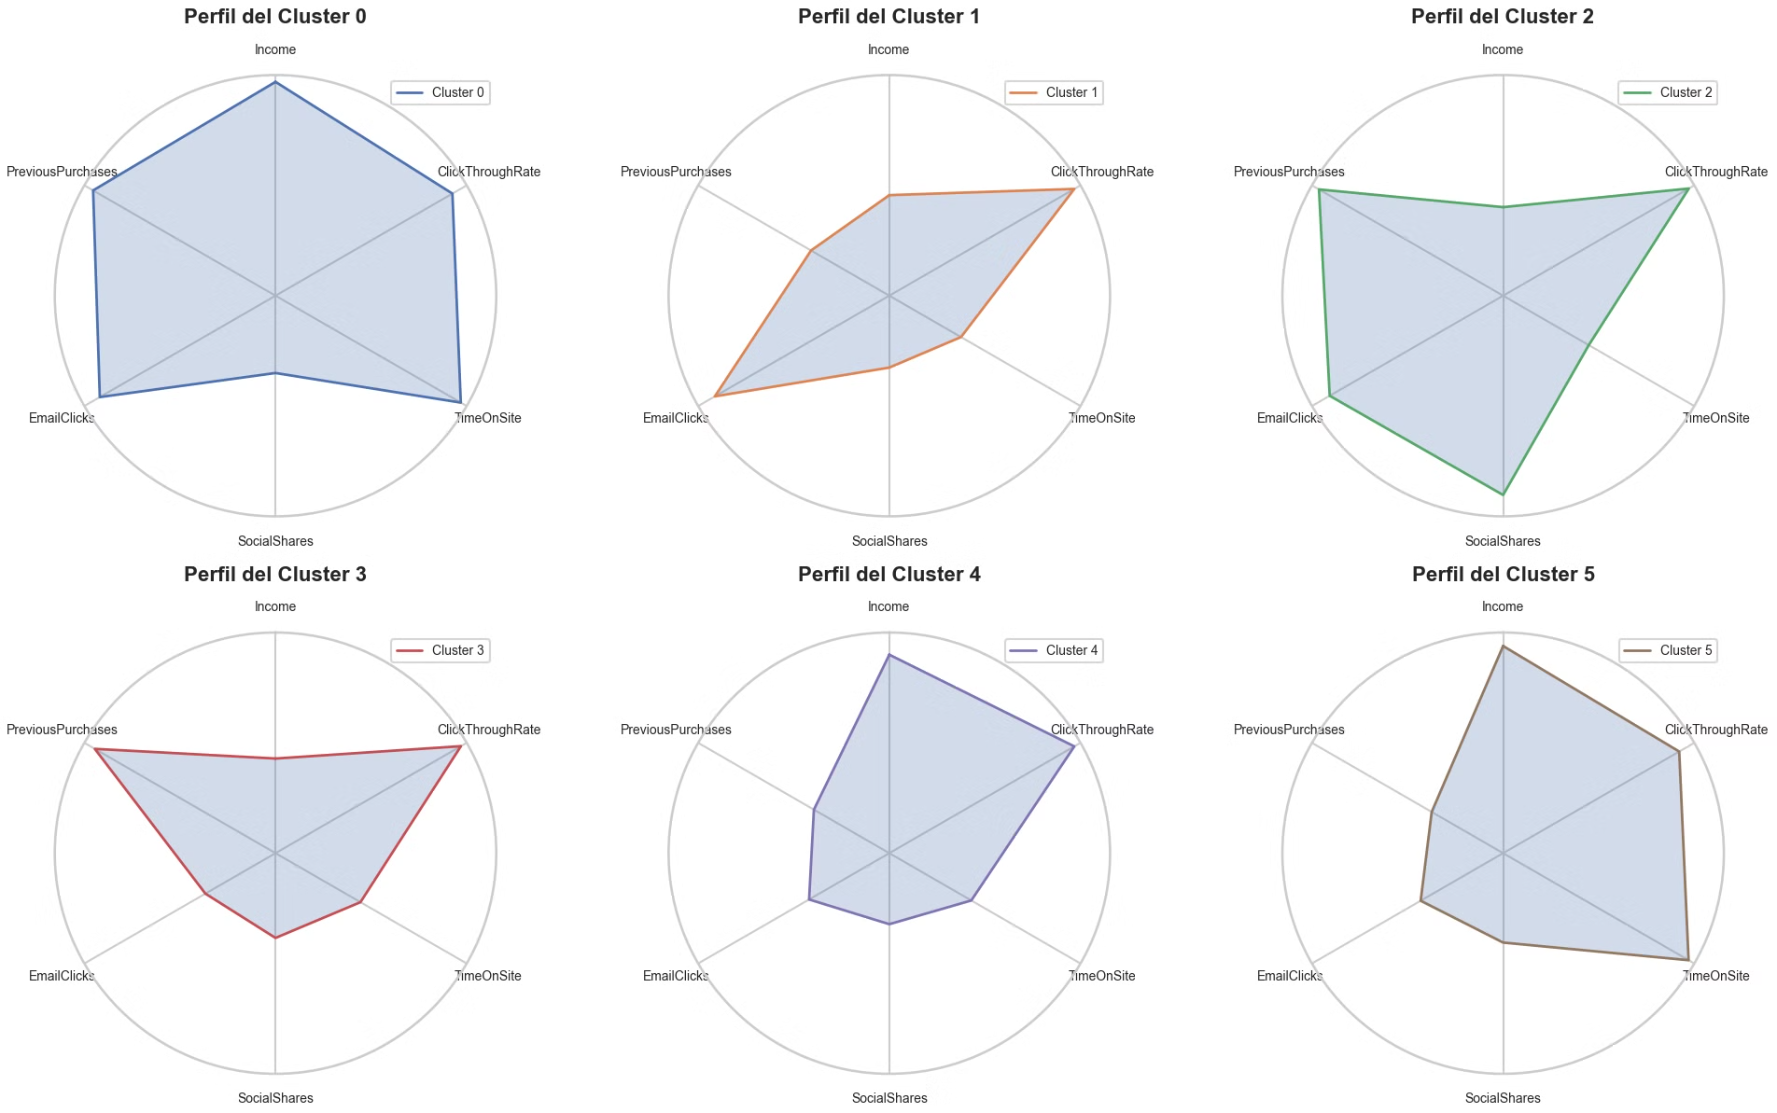 Perfil del Cluster 0
Income
Cluster 0
PreviousPurchases
ClickThroughRate
EmailClicks
TimeOnSite
SocialShares
Perfil del Cluster 1
Income
Cluster 1
PreviousPurchases
ClickThroughRate
EmailClicks
TimeOnSite
SocialShares
Perfil del Cluster 2
Income
Cluster 2
PreviousPurchases
ClickThroughRate
EmailClicks
TimeOnSite
SocialShares
Perfil del Cluster 3
Income
Cluster 3
PreviousPurchases
ClickThroughRate
EmailClicks
TimeOnSite
SocialShares
Perfil del Cluster 4
Income
Cluster 4
PreviousPurchases
ClickThroughRate
EmailClicks
TimeOnSite
SocialShares
Perfil del Cluster 5
Income
Cluster 5
PreviousPurchases
ClickThroughRate
EmailClicks
TimeOnSite
SocialShares